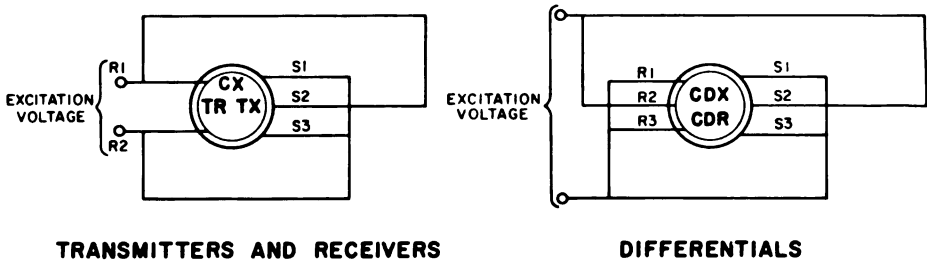 R1
EXCITATION
VOLTAGE
R2
CX
TR TX
S1
S2
S3
EXCITATION
VOLTAGE
R1
R2
R3
CDX
CDR
S1
S2
S3
TRANSMITTERS AND RECEIVERS
DIFFERENTIALS